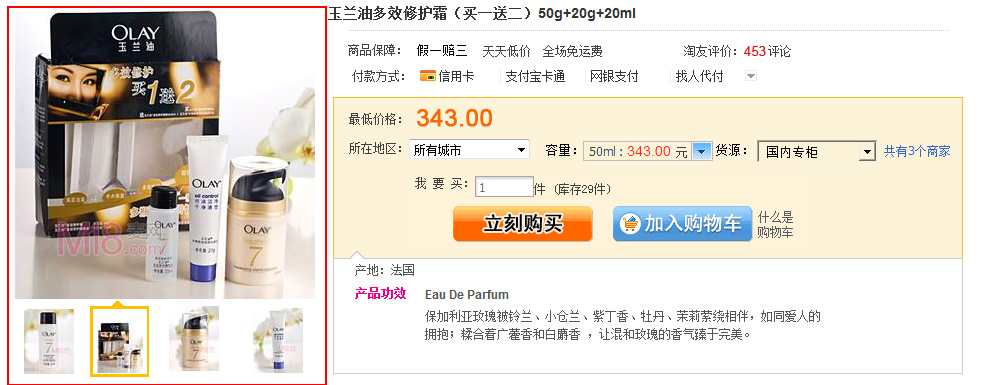 玉兰油多效修护霜（买一送二）50g+20g+20ml
商品保障： 假一赔三 天天低价 全场免运费 淘友评价：453评论
付款方式： 信用卡 支付宝卡通 网银支付 找人代付
最低价格： 343.00
所在地区： 所有城市 容量： 50ml : 343.00 元 货源： 国内专柜 共有3个商家
我 要 买： 1 件 (库存29件)
立刻购买 加入购物车 什么是
购物车
产地：法国
产品功效 Eau De Parfum
保加利亚玫瑰被铃兰、小仓兰、紫丁香、牡丹、茉莉萦绕相伴，如同爱人的
拥抱；糅合着广藿香和白麝香 ，让混和玫瑰的香气臻于完美。
OLAY
玉兰油
多效修护
买1送2
OLAY
oil control
OLAY
OLAY
7